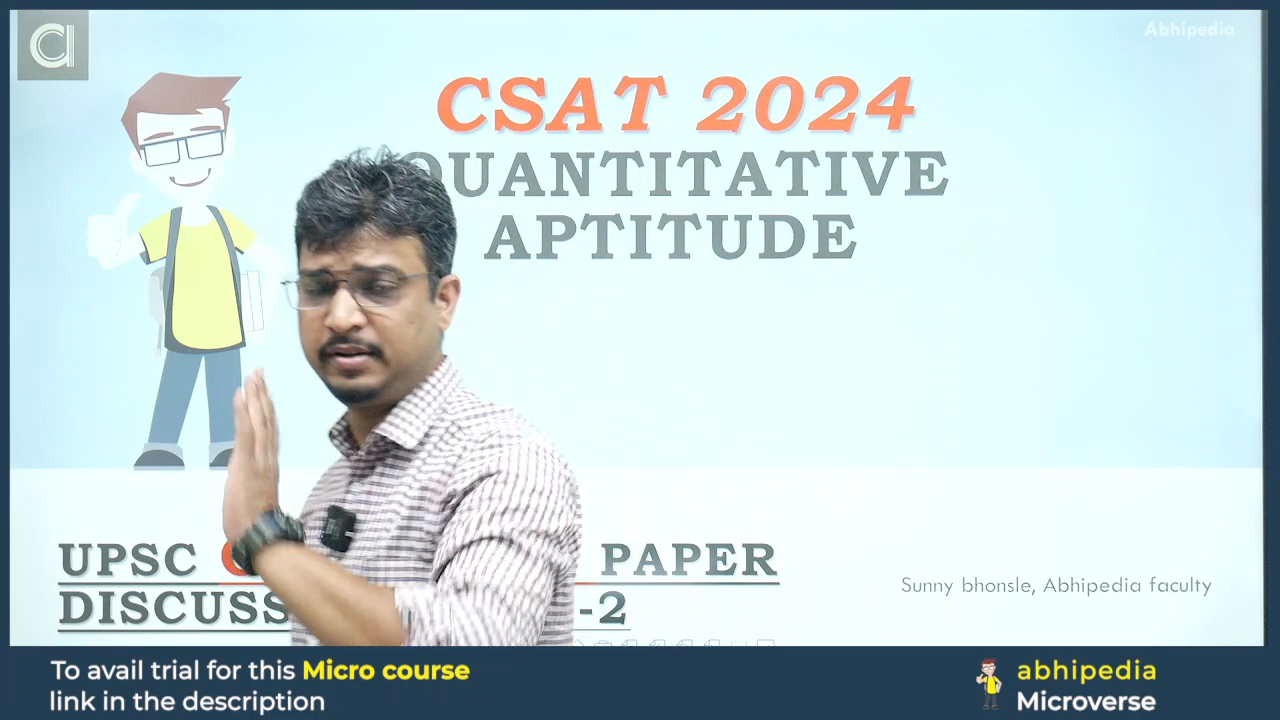 Abhipedia
CSAT 2024
QUANTITATIVE
APTITUDE
UPSC PAPER
DISCUSS -2
Sunny bhonsle, Abhipedia faculty
To avail trial for this Micro course
link in the description
abhipedia
Microverse